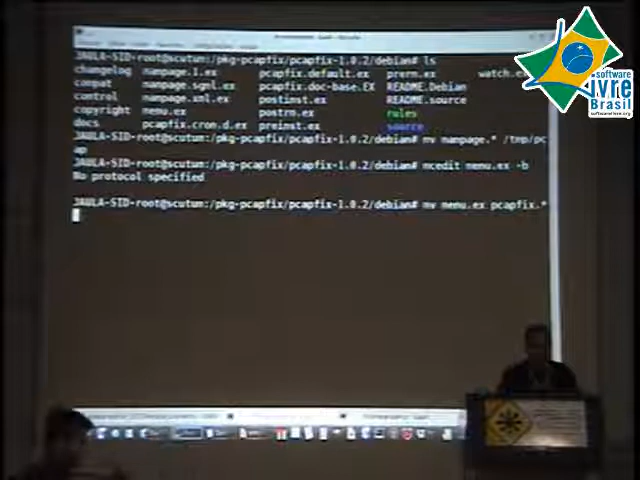 JAULA-SID-root@scutum:/pkg-pcapfix/pcapfix-1.0.2/debian# ls
changelog manpage.1.ex pcapfix.default.ex prerm.ex watch.ex
compat manpage.sgml.ex pcapfix.doc-base.EX README.Debian
control manpage.xml.ex postinst.ex README.source
copyright menu.ex postrm.ex rules
docs pcapfix.cron.d.ex preinst.ex source
JAULA-SID-root@scutum:/pkg-pcapfix/pcapfix-1.0.2/debian# mv manpage.* /tmp/pc
ap
JAULA-SID-root@scutum:/pkg-pcapfix/pcapfix-1.0.2/debian# mcedit menu.ex -b
No protocol specified
JAULA-SID-root@scutum:/pkg-pcapfix/pcapfix-1.0.2/debian# mv menu.ex pcapfix.*
software
livre
Brasil
softwarelivre.org